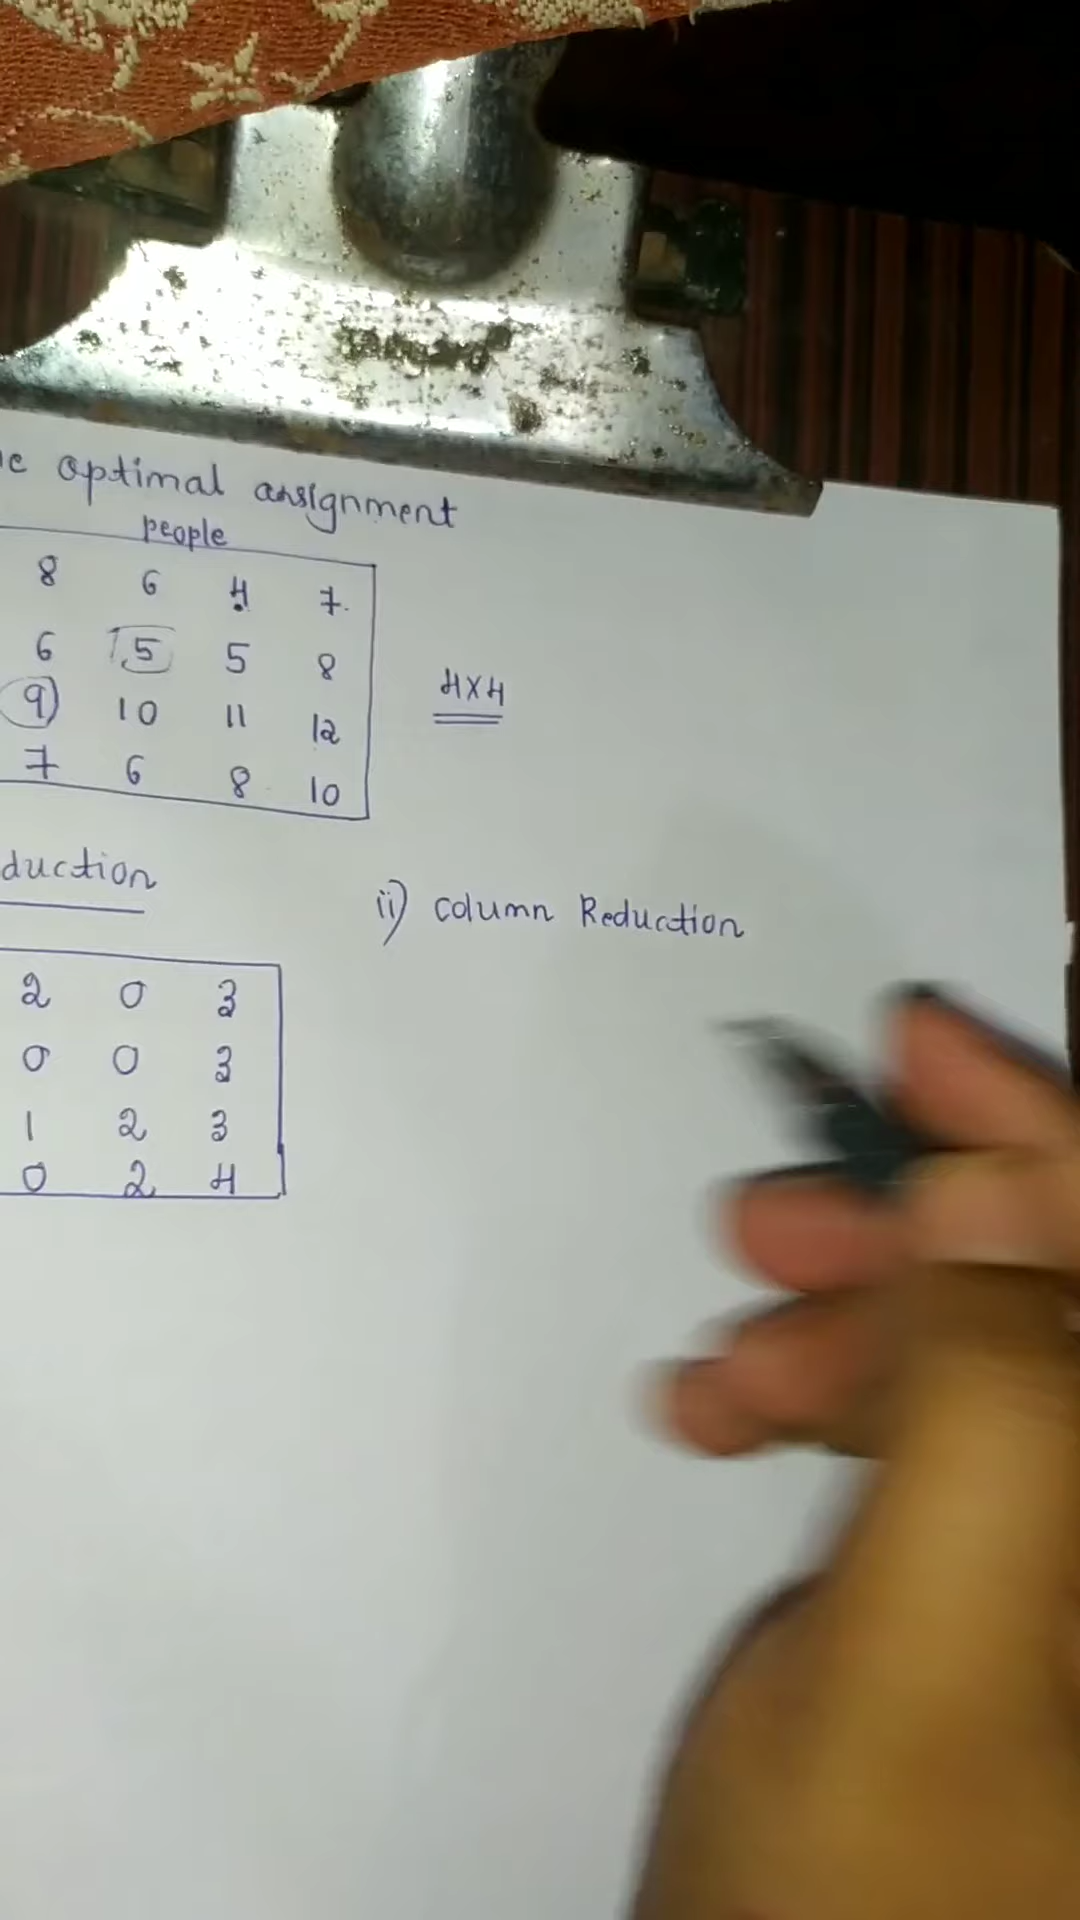 optimal assignment
people
8 6 4 7
6 5 5 8
9 10 11 12
7 6 8 10
4x4
duction
ii) column Reduction
2 0 3
0 0 3
1 2 3
0 2 4